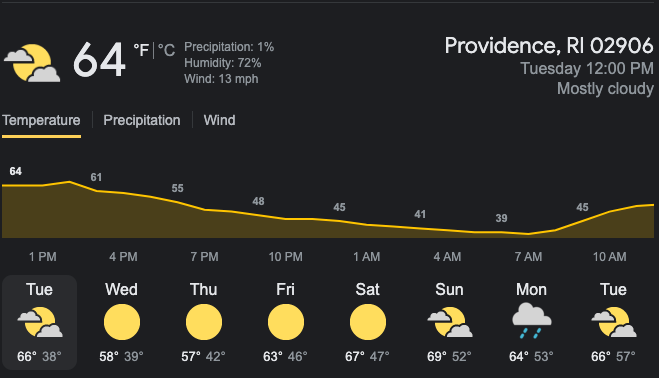 64 °F | °C
Precipitation: 1%
Humidity: 72%
Wind: 13 mph
Providence, RI 02906
Tuesday 12:00 PM
Mostly cloudy
Temperature | Precipitation | Wind
64 61 55 48 45 41 39 45
1 PM 4 PM 7 PM 10 PM 1 AM 4 AM 7 AM 10 AM
Tue Wed Thu Fri Sat Sun Mon Tue
66° 38° 58° 39° 57° 42° 63° 46° 67° 47° 69° 52° 64° 53° 66° 57°